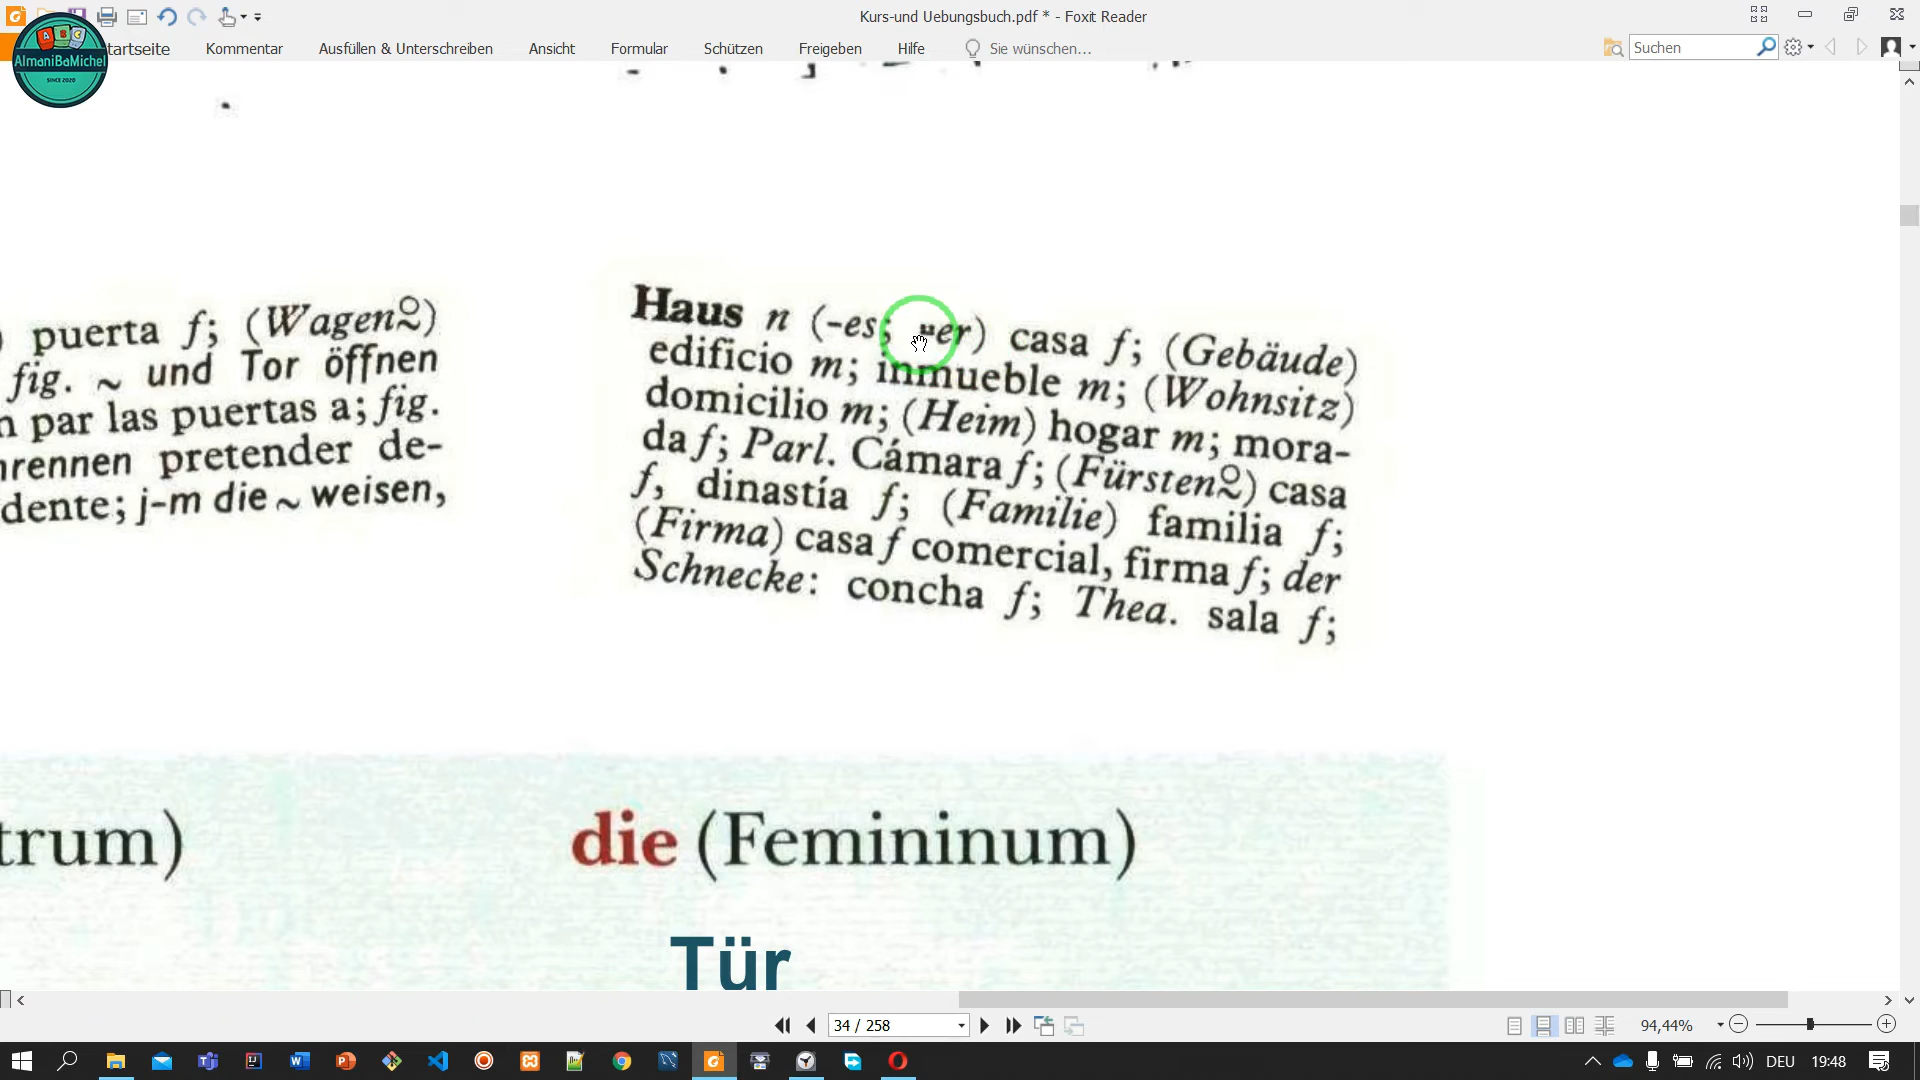 Kurs-und Uebungsbuch.pdf * - Foxit Reader
A B C
AlmaniBaMichel
SINCE 2020
tartseite Kommentar Ausfüllen & Unterschreiben Ansicht Formular Schützen Freigeben Hilfe Sie wünschen... Suchen
) puerta f; (Wagen⁓)
fig. ~ und Tor öffnen
n par las puertas a; fig.
nrennen pretender de-
dente; j-m die ~ weisen,
Haus n (-es; ⸚er) casa f; (Gebäude)
edificio m; inmueble m; (Wohnsitz)
domicilio m; (Heim) hogar m; mora-
da f; Parl. Cámara f; (Fürsten⁓) casa
f, dinastía f; (Familie) familia f;
(Firma) casa f comercial, firma f; der
Schnecke: concha f; Thea. sala f;
trum)
die (Femininum)
Tür
34 / 258
94,44%
DEU 19:48